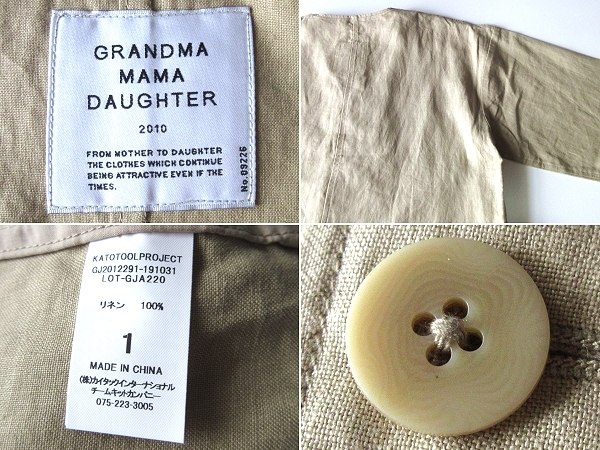 GRANDMA
MAMA
DAUGHTER
2010
FROM MOTHER TO DAUGHTER
THE CLOTHES WHICH CONTINUE
BEING ATTRACTIVE EVEN IF THE
TIMES.
No.09226
KATOTOOLPROJECT
GJ2012291-191031
LOT-GJA220
リネン 100%
1
MADE IN CHINA
(株)カイタックインターナショナル
チームキットカンパニー
075-223-3005